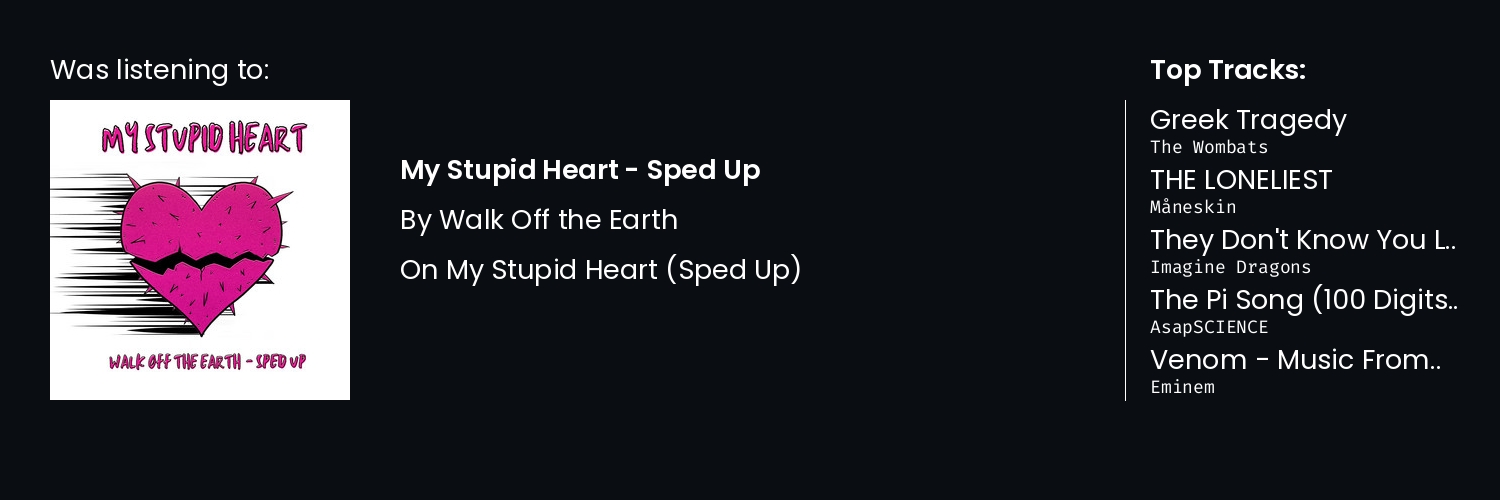 Was listening to:
MY STUPID HEART
WALK OFF THE EARTH - SPED UP
My Stupid Heart - Sped Up
By Walk Off the Earth
On My Stupid Heart (Sped Up)
Top Tracks:
Greek Tragedy
The Wombats
THE LONELIEST
Måneskin
They Don't Know You L..
Imagine Dragons
The Pi Song (100 Digits..
AsapSCIENCE
Venom - Music From..
Eminem